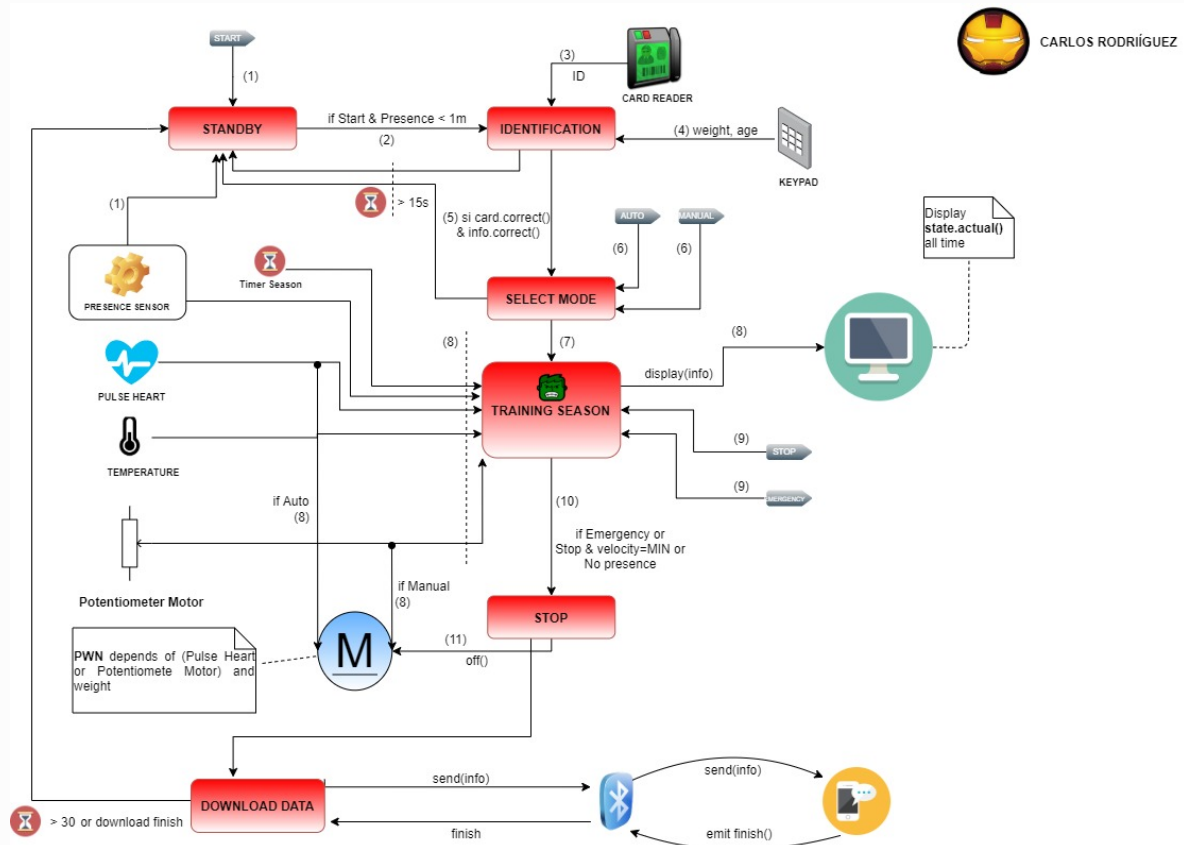 START
CARLOS RODRIÍGUEZ
(1)
(3)
ID
CARD READER
STANDBY
if Start & Presence < 1m
(2)
IDENTIFICATION
(4) weight, age
KEYPAD
> 15s
(1)
(5) si card.correct()
& info.correct()
AUTO
MANUAL
(6)
(6)
Display
state.actual()
all time
PRESENCE SENSOR
Timer Season
SELECT MODE
(8)
(7)
(8)
display(info)
PULSE HEART
TRAINING SEASON
TEMPERATURE
(9)
STOP
(9)
EMERGENCY
if Auto
(8)
(10)
if Emergency or
Stop & velocity=MIN or
No presence
if Manual
(8)
Potentiometer Motor
STOP
PWN depends of (Pulse Heart
or Potentiomete Motor) and
weight
M
(11)
off()
DOWNLOAD DATA
send(info)
finish
send(info)
emit finish()
> 30 or download finish